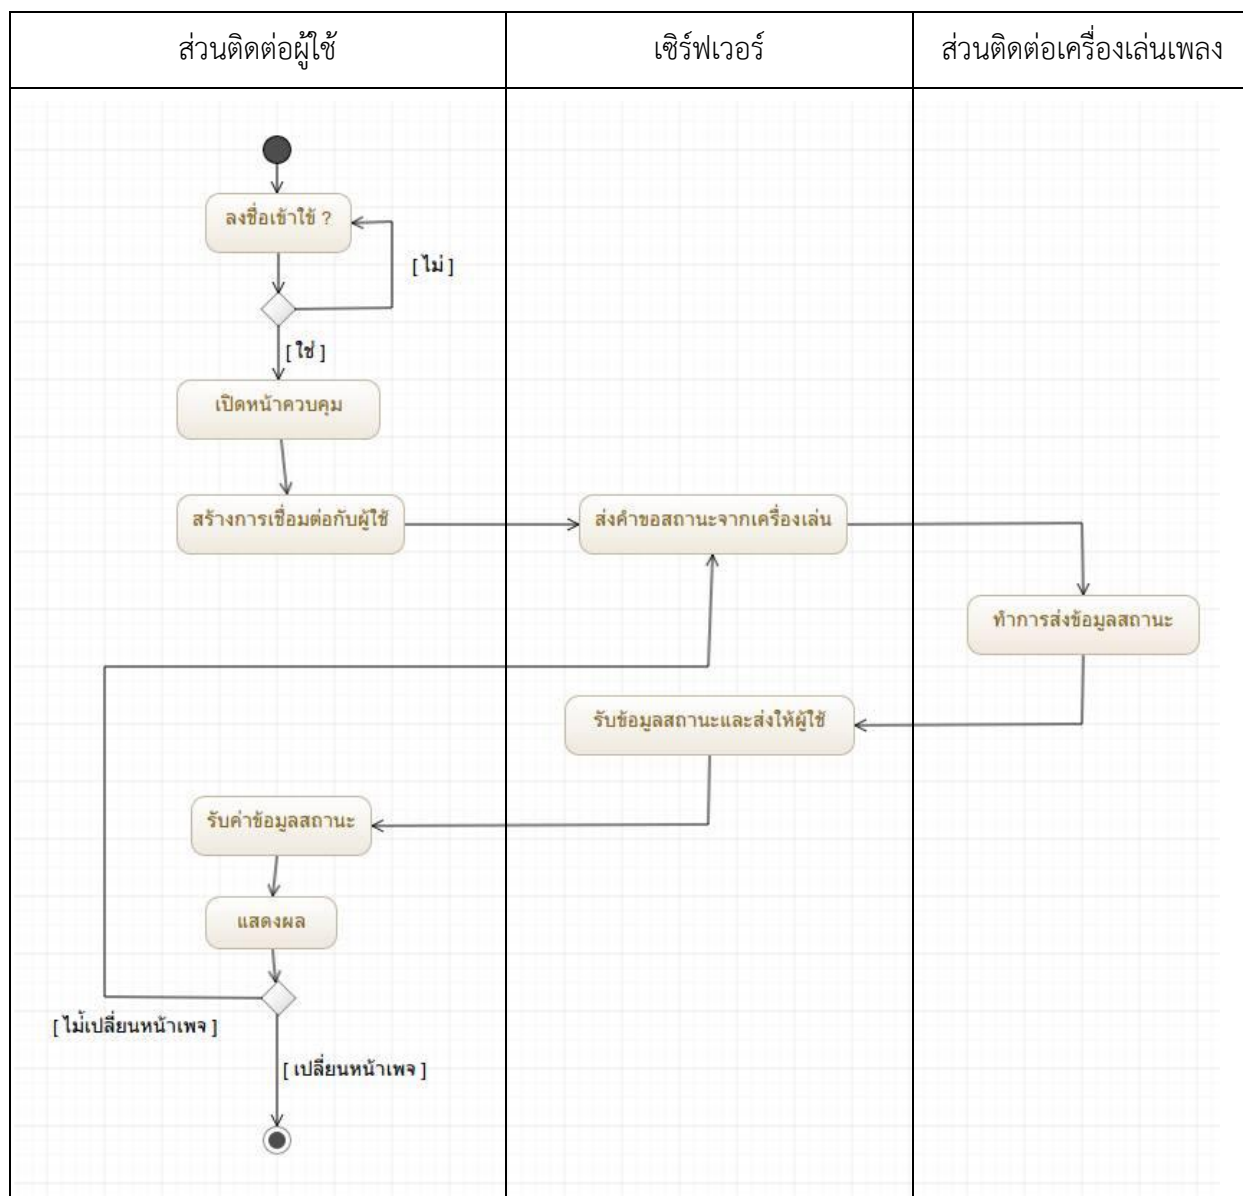 ส่วนติดต่อผู้ใช้
เซิร์ฟเวอร์
ส่วนติดต่อเครื่องเล่นเพลง
ลงชื่อเข้าใช้ ?
[ ไม่ ]
[ ใช่ ]
เปิดหน้าควบคุม
สร้างการเชื่อมต่อกับผู้ใช้
ส่งคำขอสถานะจากเครื่องเล่น
ทำการส่งข้อมูลสถานะ
รับข้อมูลสถานะและส่งให้ผู้ใช้
รับค่าข้อมูลสถานะ
แสดงผล
[ ไม่้เปลี่ยนหน้าเพจ ]
[ เปลี่ยนหน้าเพจ ]